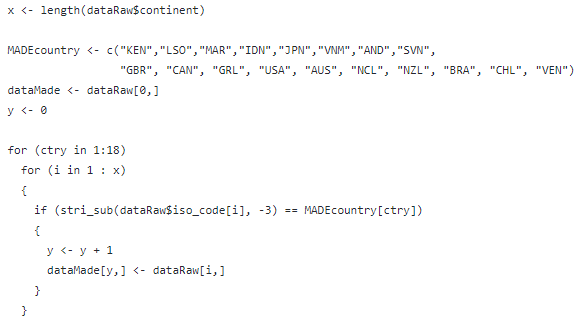 x <- length(dataRaw$continent)

MADEcountry <- c("KEN","LSO","MAR","IDN","JPN","VNM","AND","SVN",
                 "GBR", "CAN", "GRL", "USA", "AUS", "NCL", "NZL", "BRA", "CHL", "VEN")
dataMade <- dataRaw[0,]
y <- 0

for (ctry in 1:18)
  for (i in 1 : x)
  {
    if (stri_sub(dataRaw$iso_code[i], -3) == MADEcountry[ctry])
    {
      y <- y + 1
      dataMade[y,] <- dataRaw[i,]
    }
  }